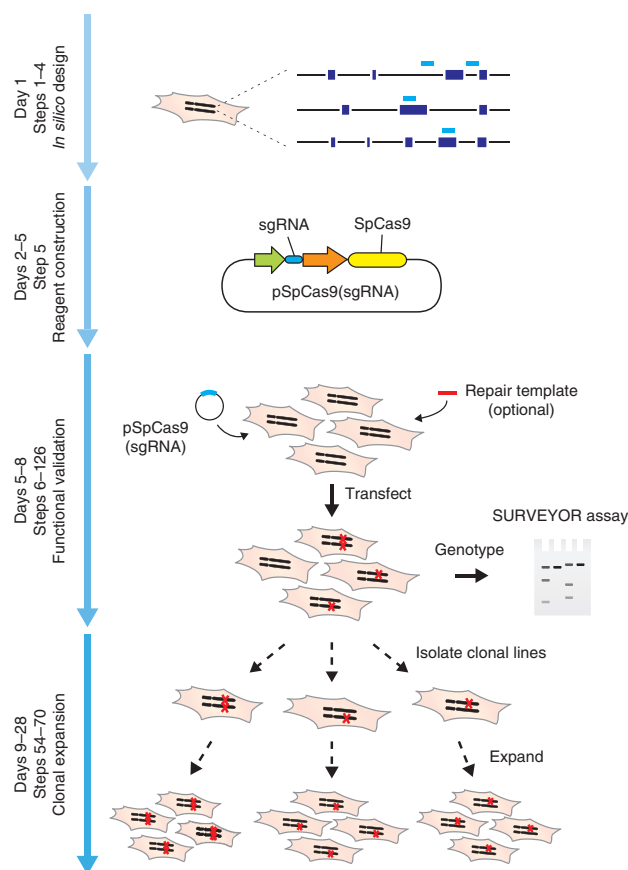 Day 1
Steps 1–4
In silico design
Days 2–5
Step 5
Reagent construction
sgRNA
SpCas9
pSpCas9(sgRNA)
Days 5–8
Steps 6–126
Functional validation
pSpCas9
(sgRNA)
Repair template
(optional)
Transfect
SURVEYOR assay
Genotype
Days 9–28
Steps 54–70
Clonal expansion
Isolate clonal lines
Expand